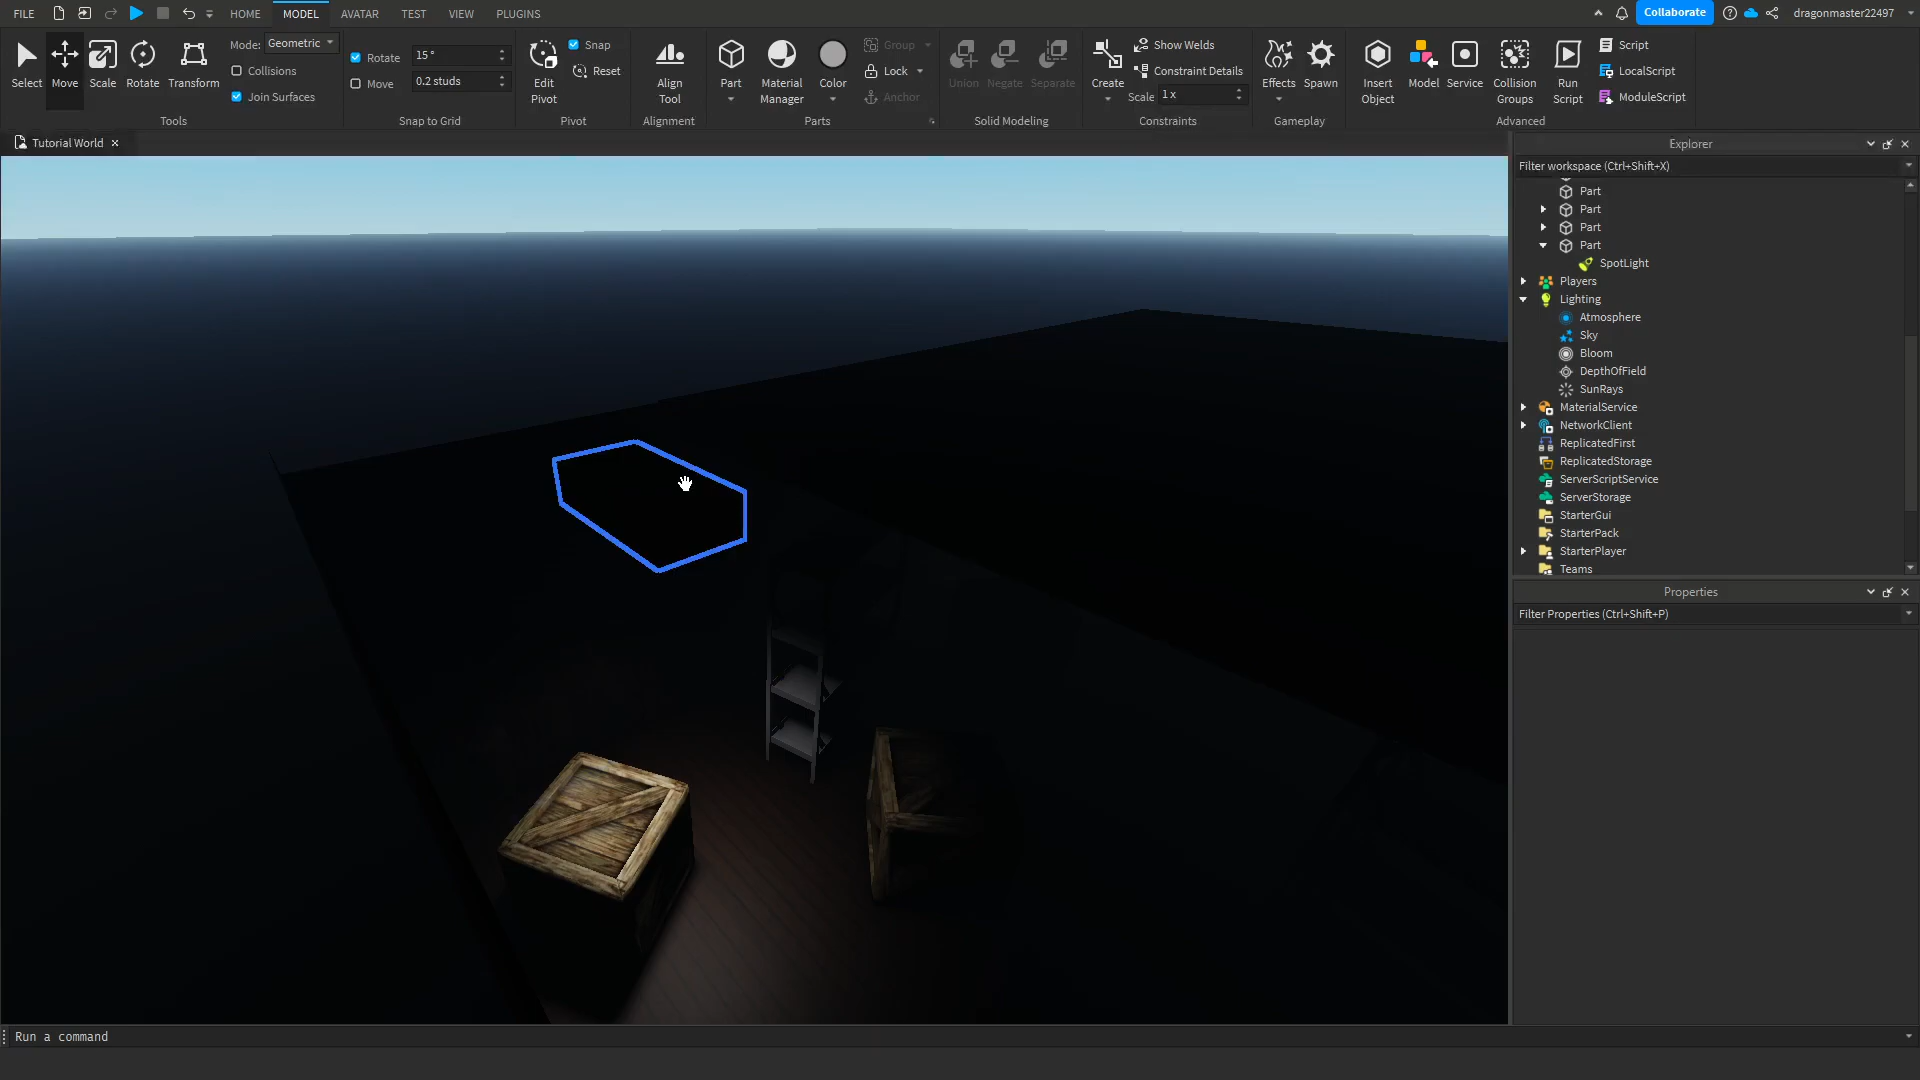 FILE HOME MODEL AVATAR TEST VIEW PLUGINS Collaborate dragonmaster22497
Select Move Scale Rotate Transform
Mode: Geometric
Collisions
Join Surfaces
Tools
Rotate 15°
Move 0.2 studs
Snap to Grid
Edit Pivot
Snap
Reset
Pivot
Align Tool
Alignment
Part
Material Manager
Color
Group
Lock
Anchor
Parts
Union Negate Separate
Solid Modeling
Create
Show Welds
Constraint Details
Scale 1x
Constraints
Effects Spawn
Gameplay
Insert Object
Model
Service
Collision Groups
Run Script
Script
LocalScript
ModuleScript
Advanced
Tutorial World
Explorer
Filter workspace (Ctrl+Shift+X)
Part
Part
Part
Part
SpotLight
Players
Lighting
Atmosphere
Sky
Bloom
DepthOfField
SunRays
MaterialService
NetworkClient
ReplicatedFirst
ReplicatedStorage
ServerScriptService
ServerStorage
StarterGui
StarterPack
StarterPlayer
Teams
Properties
Filter Properties (Ctrl+Shift+P)
Run a command